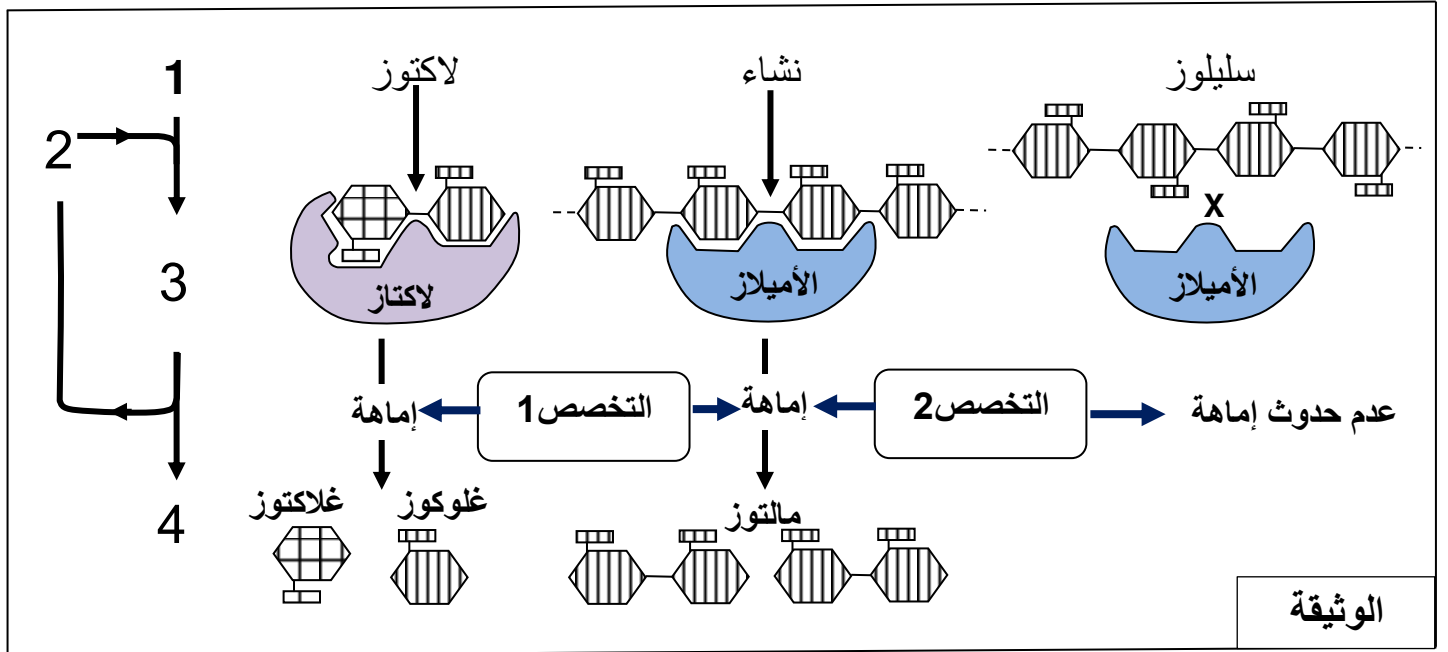 سليلوز
نشاء
لاكتوز
1
2
x
3
الأميلاز
الأميلاز
لاكتاز
عدم حدوث إماهة
التخصص2
إماهة
التخصص1
إماهة
مالتوز
غلوكوز
غلاكتوز
4
الوثيقة